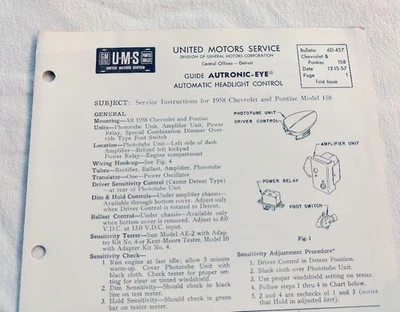 GM
U·M·S
UNITED MOTORS SYSTEM
UNITED MOTORS SERVICE
DIVISION OF GENERAL MOTORS CORPORATION
Central Offices – Detroit
GUIDE AUTRONIC-EYE®
AUTOMATIC HEADLIGHT CONTROL
Bulletin 6D-457
Chevrolet &
Pontiac 158
Date 12-15-57
Page 1
First Issue
SUBJECT: Service Instructions for 1958 Chevrolet and Pontiac Model 158
GENERAL
Mounting—All 1958 Chevrolet and Pontiac
Units—Phototube Unit, Amplifier Unit, Power
Relay, Special Combination Dimmer Over-
ride Type Foot Switch
Location—Phototube Unit—Left side of dash
Amplifier—Behind left kickpad
Power Relay—Engine compartment
Wiring Hook-up—See Fig. 4
Tubes—Rectifier, Ballast, Amplifier, Phototube
Transistor—One—Power Oscillator
Driver Sensitivity Control (Center Detent Type)
—at rear of Phototube Unit
Dim & Hold Controls—Under amplifier chassis—
Available through bottom cover. Adjust only
when Driver Control is rotated to Detent.
Ballast Control—Under chassis—Available only
when bottom cover is removed. Adjust to 8.0
V.D.C. at 13.0 V.D.C. input.
Sensitivity Tester—Sun Model AE-2 with Adap-
ter Kit No. 4 or Kent-Moore Tester, Model 10
with Adapter Kit No. 4.
Sensitivity Check—
1. Run engine at fast idle; allow 5 minute
warm-up. Cover Phototube Unit with
black cloth. Check tester for proper set-
ting for clear or tinted windshield.
2. Dim Sensitivity—Should check in black
line on test meter.
3. Hold Sensitivity—Should check in green
bar on tester meter.
PHOTOTUBE UNIT
DRIVER CONTROL
AMPLIFIER UNIT
POWER RELAY
FOOT SWITCH
Fig. 1
Sensitivity Adjustment Procedure*
1. Driver Control in Detent Position.
2. Black cloth over Phototube Unit.
3. Use proper windshield setting on tester.
4. Follow steps 1 thru 4 in Chart below.
5. 2 and 4 are rechecks of 1 and 3 (service
that Hold in adjusted first).